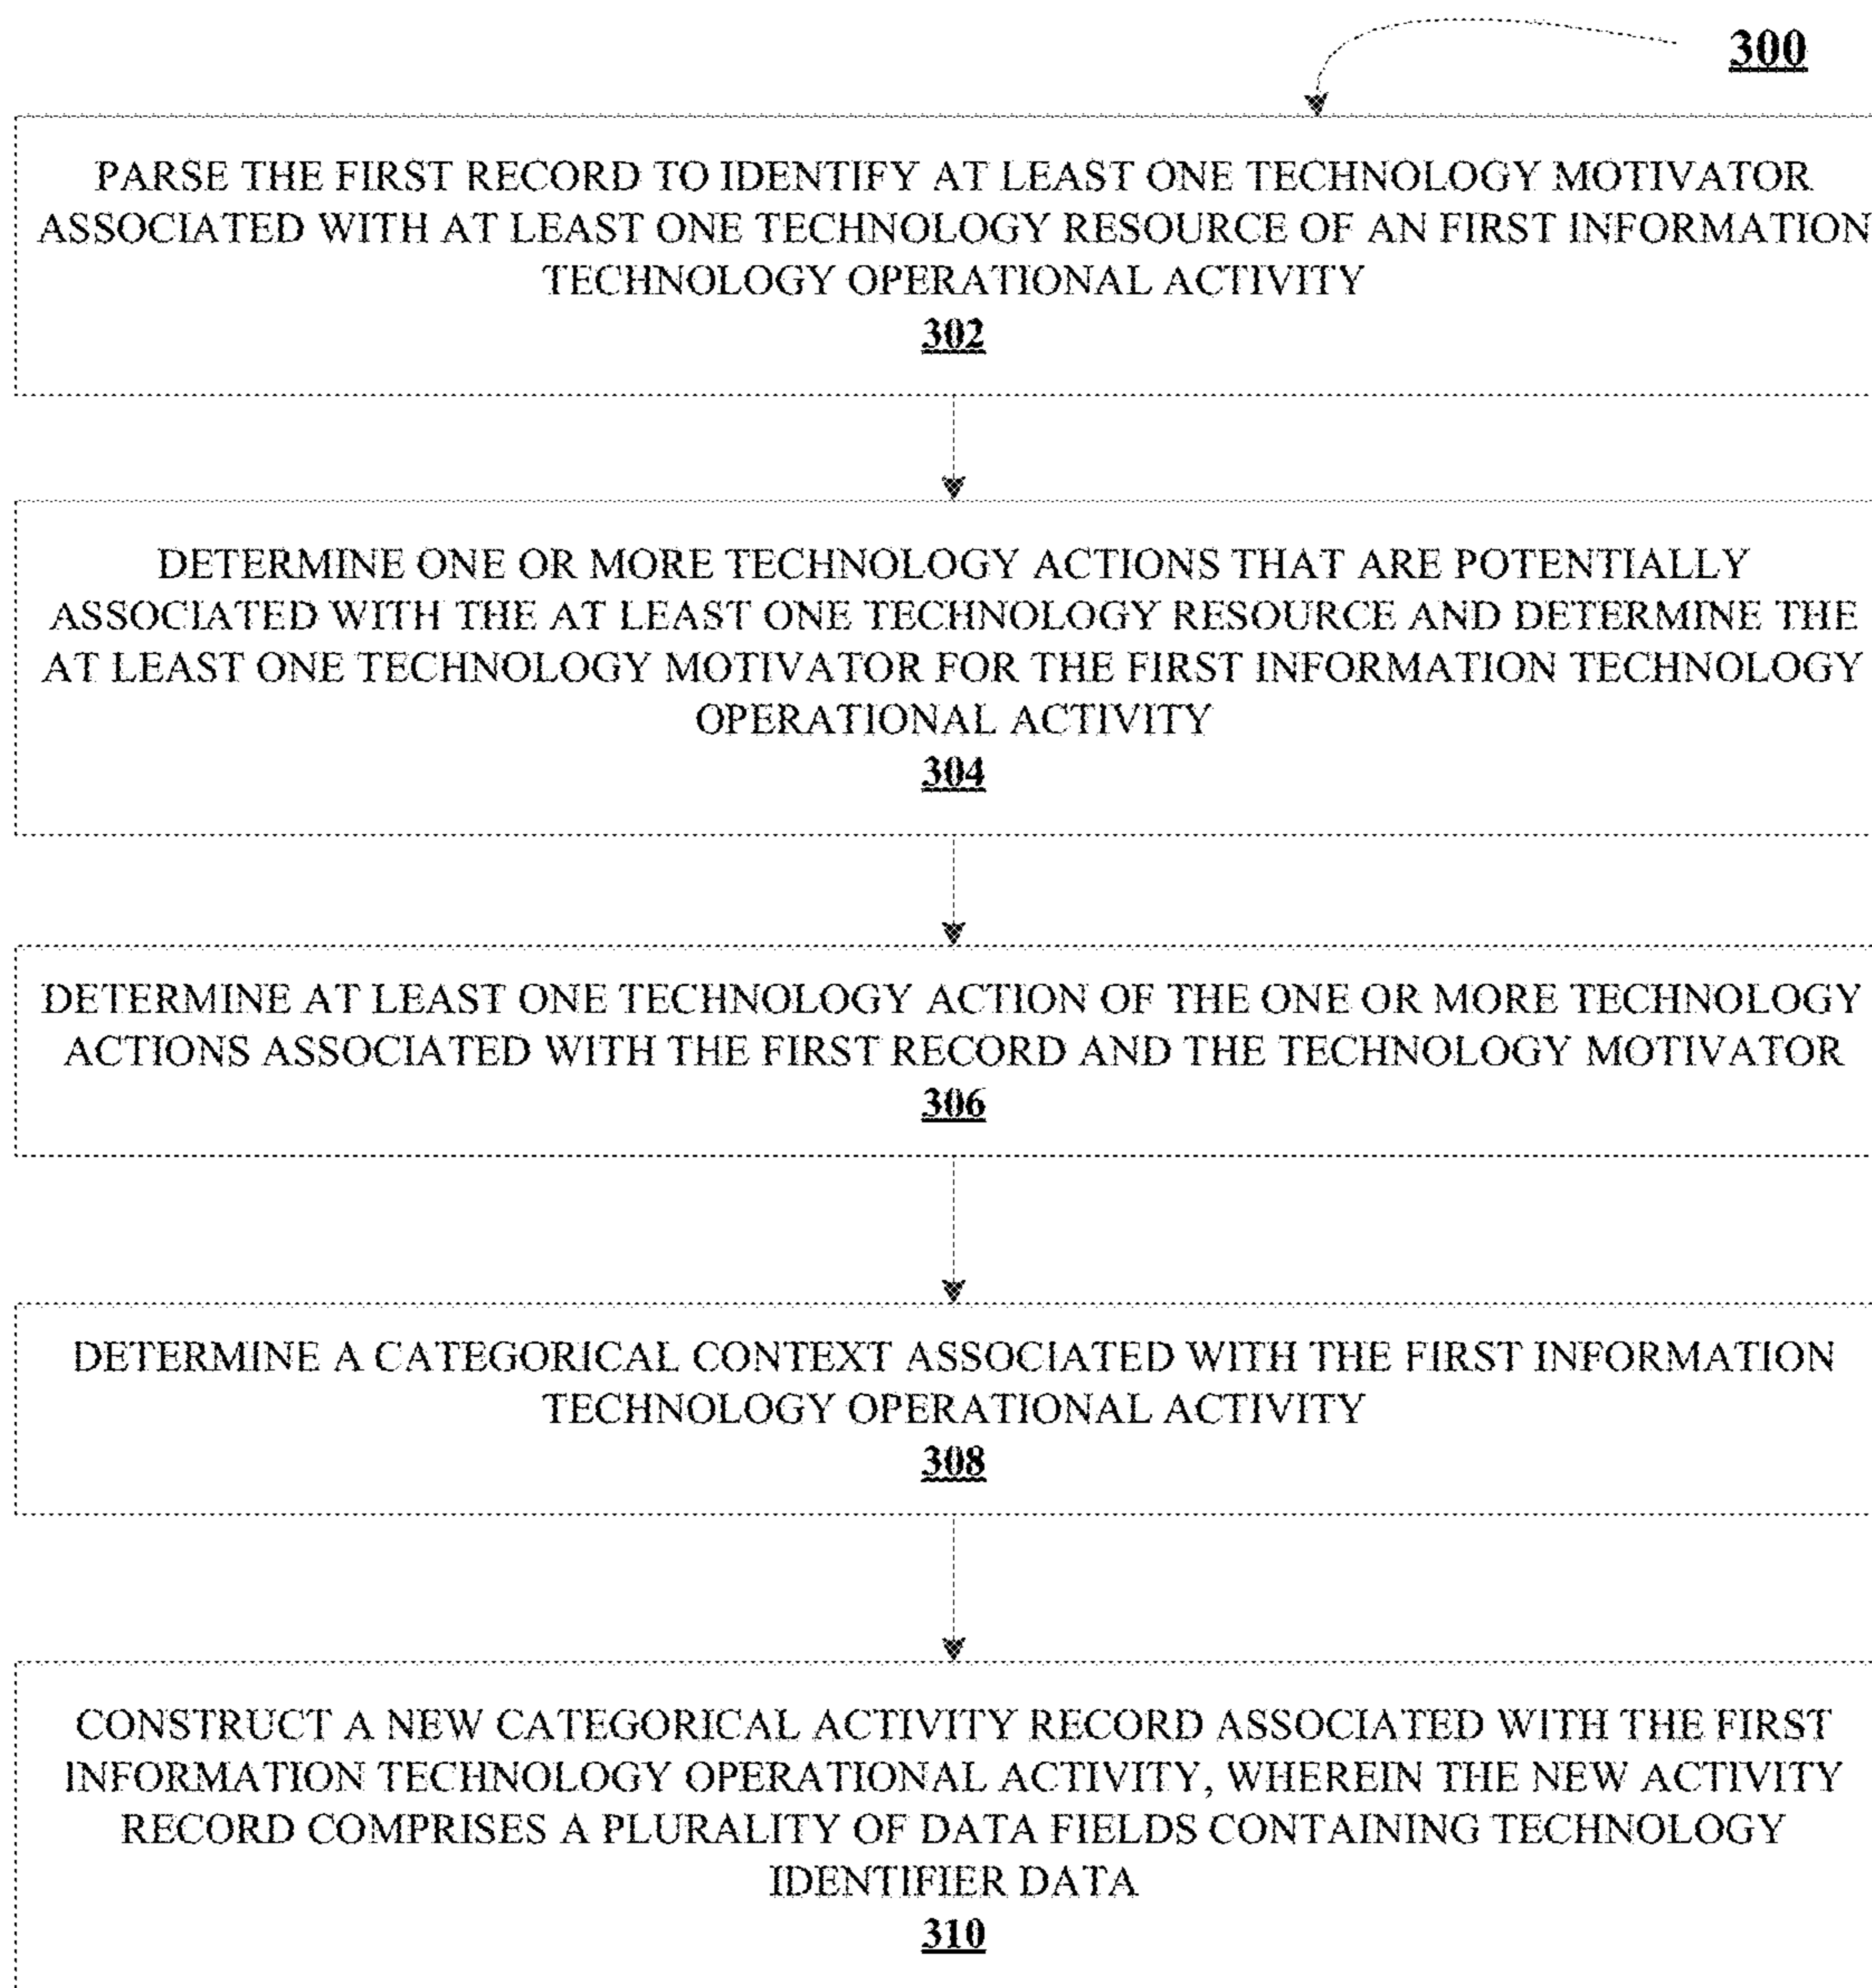 300
PARSE THE FIRST RECORD TO IDENTIFY AT LEAST ONE TECHNOLOGY MOTIVATOR
ASSOCIATED WITH AT LEAST ONE TECHNOLOGY RESOURCE OF AN FIRST INFORMATION
TECHNOLOGY OPERATIONAL ACTIVITY
302
DETERMINE ONE OR MORE TECHNOLOGY ACTIONS THAT ARE POTENTIALLY
ASSOCIATED WITH THE AT LEAST ONE TECHNOLOGY RESOURCE AND DETERMINE THE
AT LEAST ONE TECHNOLOGY MOTIVATOR FOR THE FIRST INFORMATION TECHNOLOGY
OPERATIONAL ACTIVITY
304
DETERMINE AT LEAST ONE TECHNOLOGY ACTION OF THE ONE OR MORE TECHNOLOGY
ACTIONS ASSOCIATED WITH THE FIRST RECORD AND THE TECHNOLOGY MOTIVATOR
306
DETERMINE A CATEGORICAL CONTEXT ASSOCIATED WITH THE FIRST INFORMATION
TECHNOLOGY OPERATIONAL ACTIVITY
308
CONSTRUCT A NEW CATEGORICAL ACTIVITY RECORD ASSOCIATED WITH THE FIRST
INFORMATION TECHNOLOGY OPERATIONAL ACTIVITY, WHEREIN THE NEW ACTIVITY
RECORD COMPRISES A PLURALITY OF DATA FIELDS CONTAINING TECHNOLOGY
IDENTIFIER DATA
310